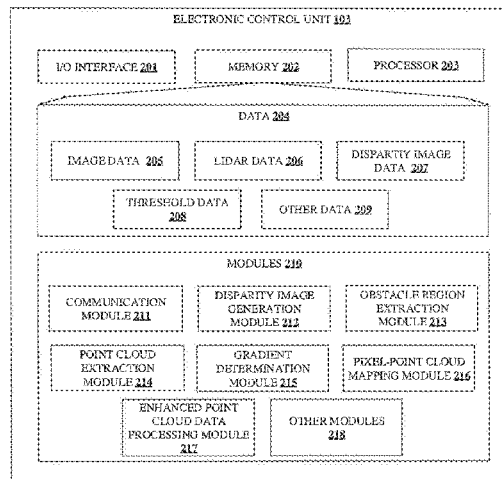 ELECTRONIC CONTROL UNIT 103
I/O INTERFACE 201
MEMORY 202
PROCESSOR 203
DATA 204
IMAGE DATA 205
LIDAR DATA 206
DISPARTIY IMAGE
DATA 207
THRESHOLD DATA
208
OTHER DATA 209
MODULES 210
COMMUNICATION
MODULE 211
DISPARITY IMAGE
GENERATION
MODULE 212
OBSTACLE REGION
EXTRACTION
MODULE 213
POINT CLOUD
EXTRACTION
MODULE 214
GRADIENT
DETERMINATION
MODULE 215
PIXEL-POINT CLOUD
MAPPING MODULE 216
ENHANCED POINT
CLOUD DATA
PROCESSING MODULE
217
OTHER MODULES
218